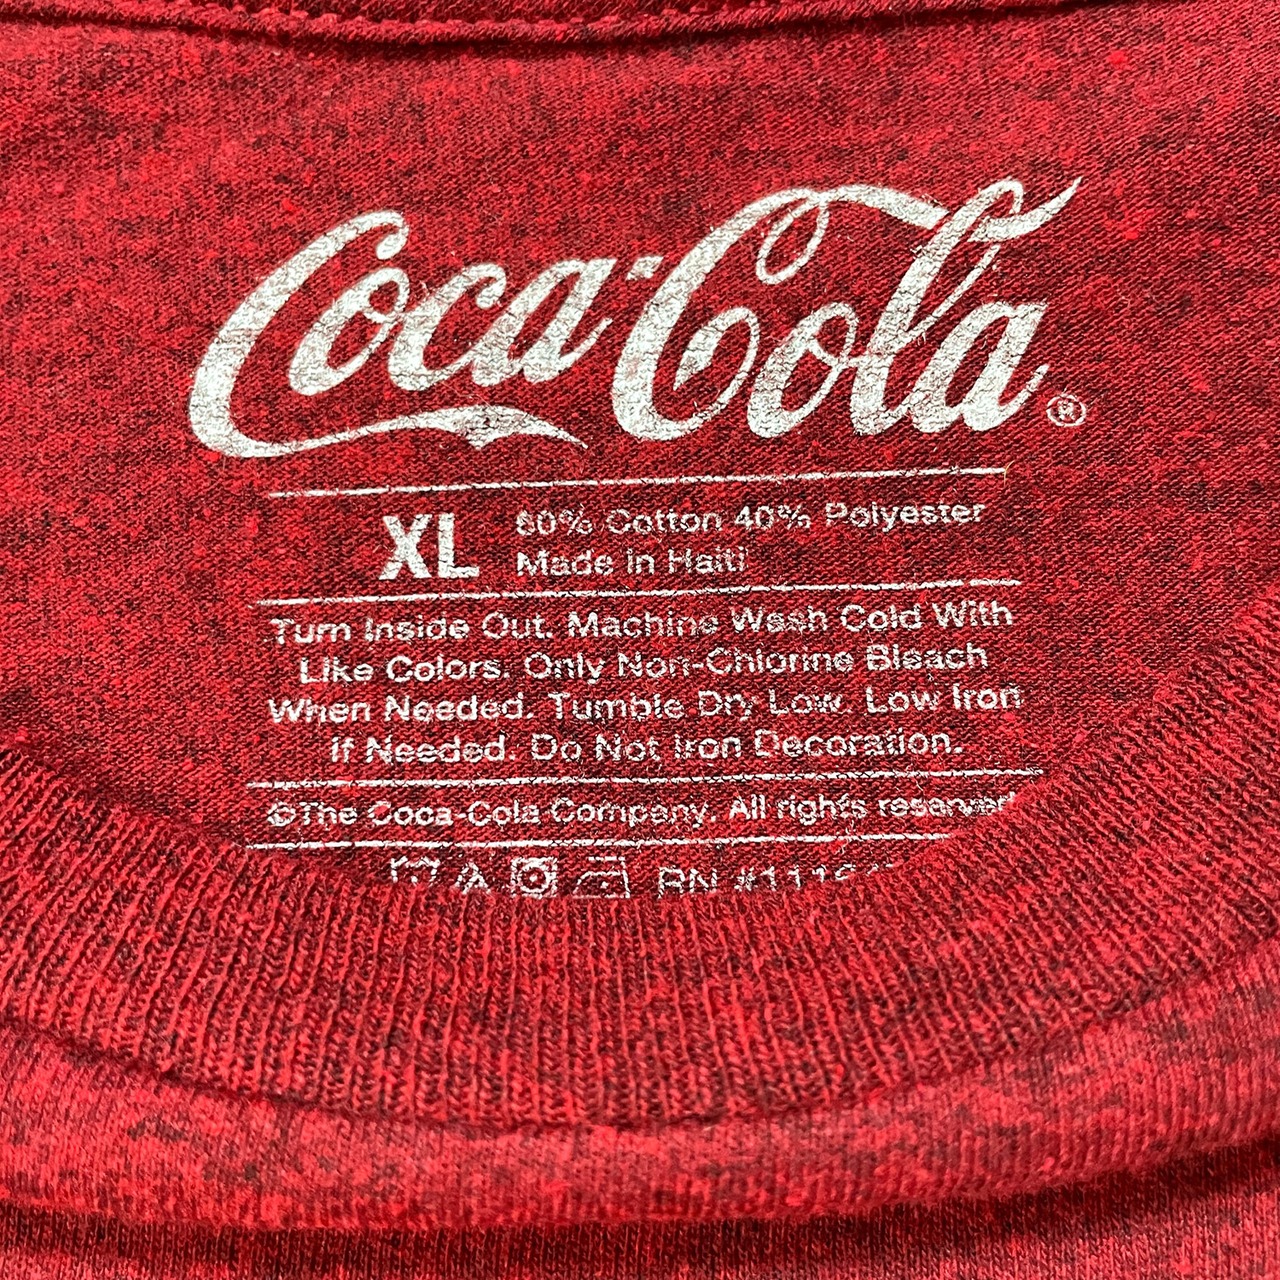 Coca-Cola®
XL
60% Cotton 40% Polyester
Made in Haiti
Turn Inside Out. Machine Wash Cold With
Like Colors. Only Non-Chlorine Bleach
When Needed. Tumble Dry Low. Low Iron
If Needed. Do Not Iron Decoration.
©The Coca-Cola Company. All rights reserved
RN